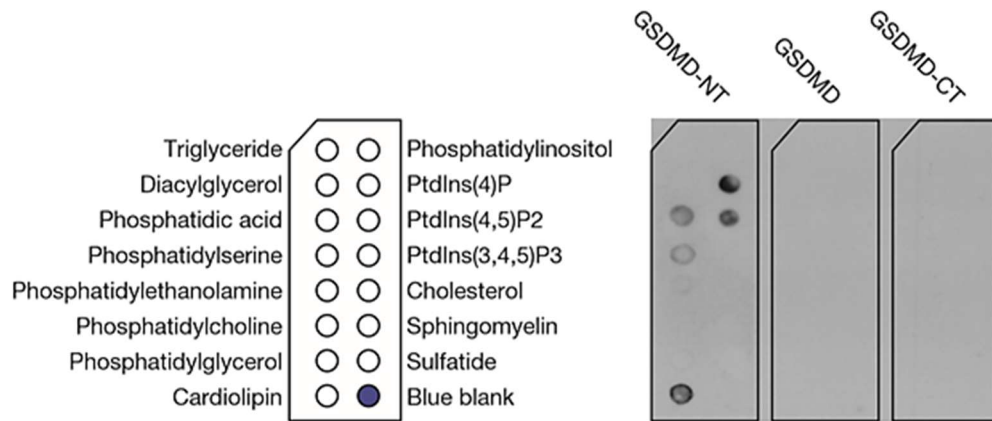 GSDMD-NT
GSDMD
GSDMD-CT
Triglyceride Phosphatidylinositol
Diacylglycerol PtdIns(4)P
Phosphatidic acid PtdIns(4,5)P2
Phosphatidylserine PtdIns(3,4,5)P3
Phosphatidylethanolamine Cholesterol
Phosphatidylcholine Sphingomyelin
Phosphatidylglycerol Sulfatide
Cardiolipin Blue blank